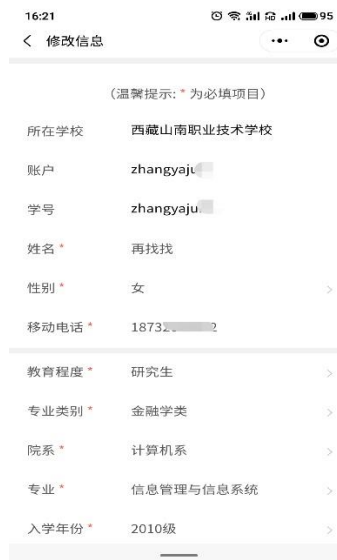 16:21
95
修改信息
(温馨提示: * 为必填项目)
所在学校 西藏山南职业技术学校
账户 zhangyaju
学号 zhangyaju
姓名 * 再找找
性别 * 女
移动电话 * 1873 2
教育程度 * 研究生
专业类别 * 金融学类
院系 * 计算机系
专业 * 信息管理与信息系统
入学年份 * 2010级